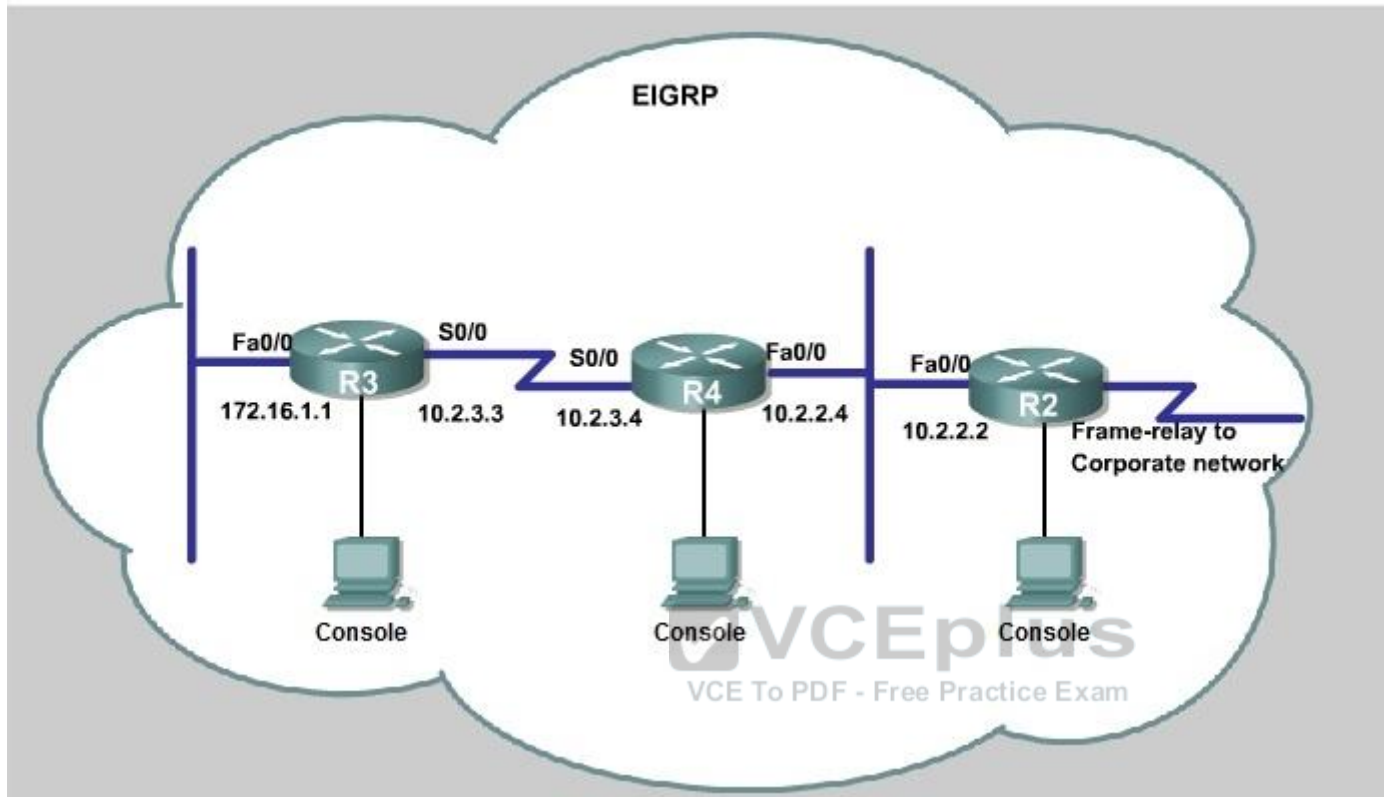 EIGRP
Fa0/0
S0/0
S0/0
Fa0/0
Fa0/0
R3
R4
R2
172.16.1.1
10.2.3.3
10.2.3.4
10.2.2.4
10.2.2.2
Frame-relay to
Corporate network
Console
Console
Console
VCEplus
VCE To PDF - Free Practice Exam